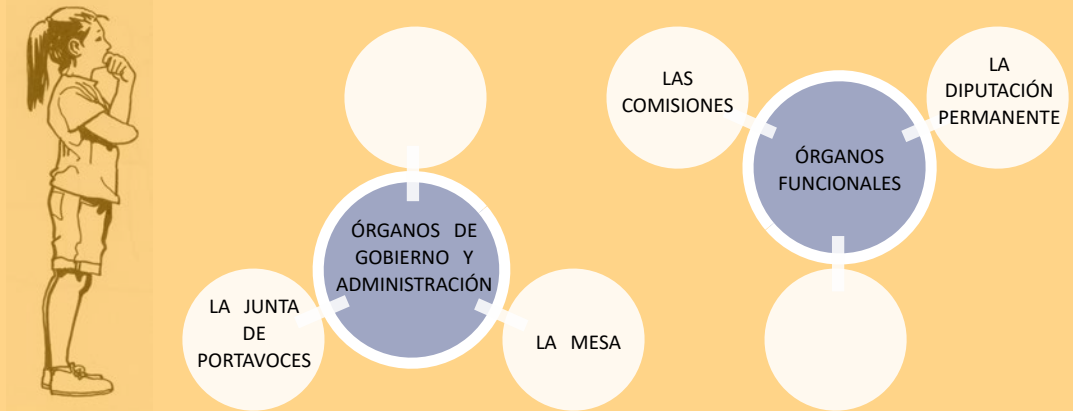 ÓRGANOS DE
GOBIERNO Y
ADMINISTRACIÓN
LA JUNTA
DE
PORTAVOCES
LA MESA
LAS
COMISIONES
LA
DIPUTACIÓN
PERMANENTE
ÓRGANOS
FUNCIONALES